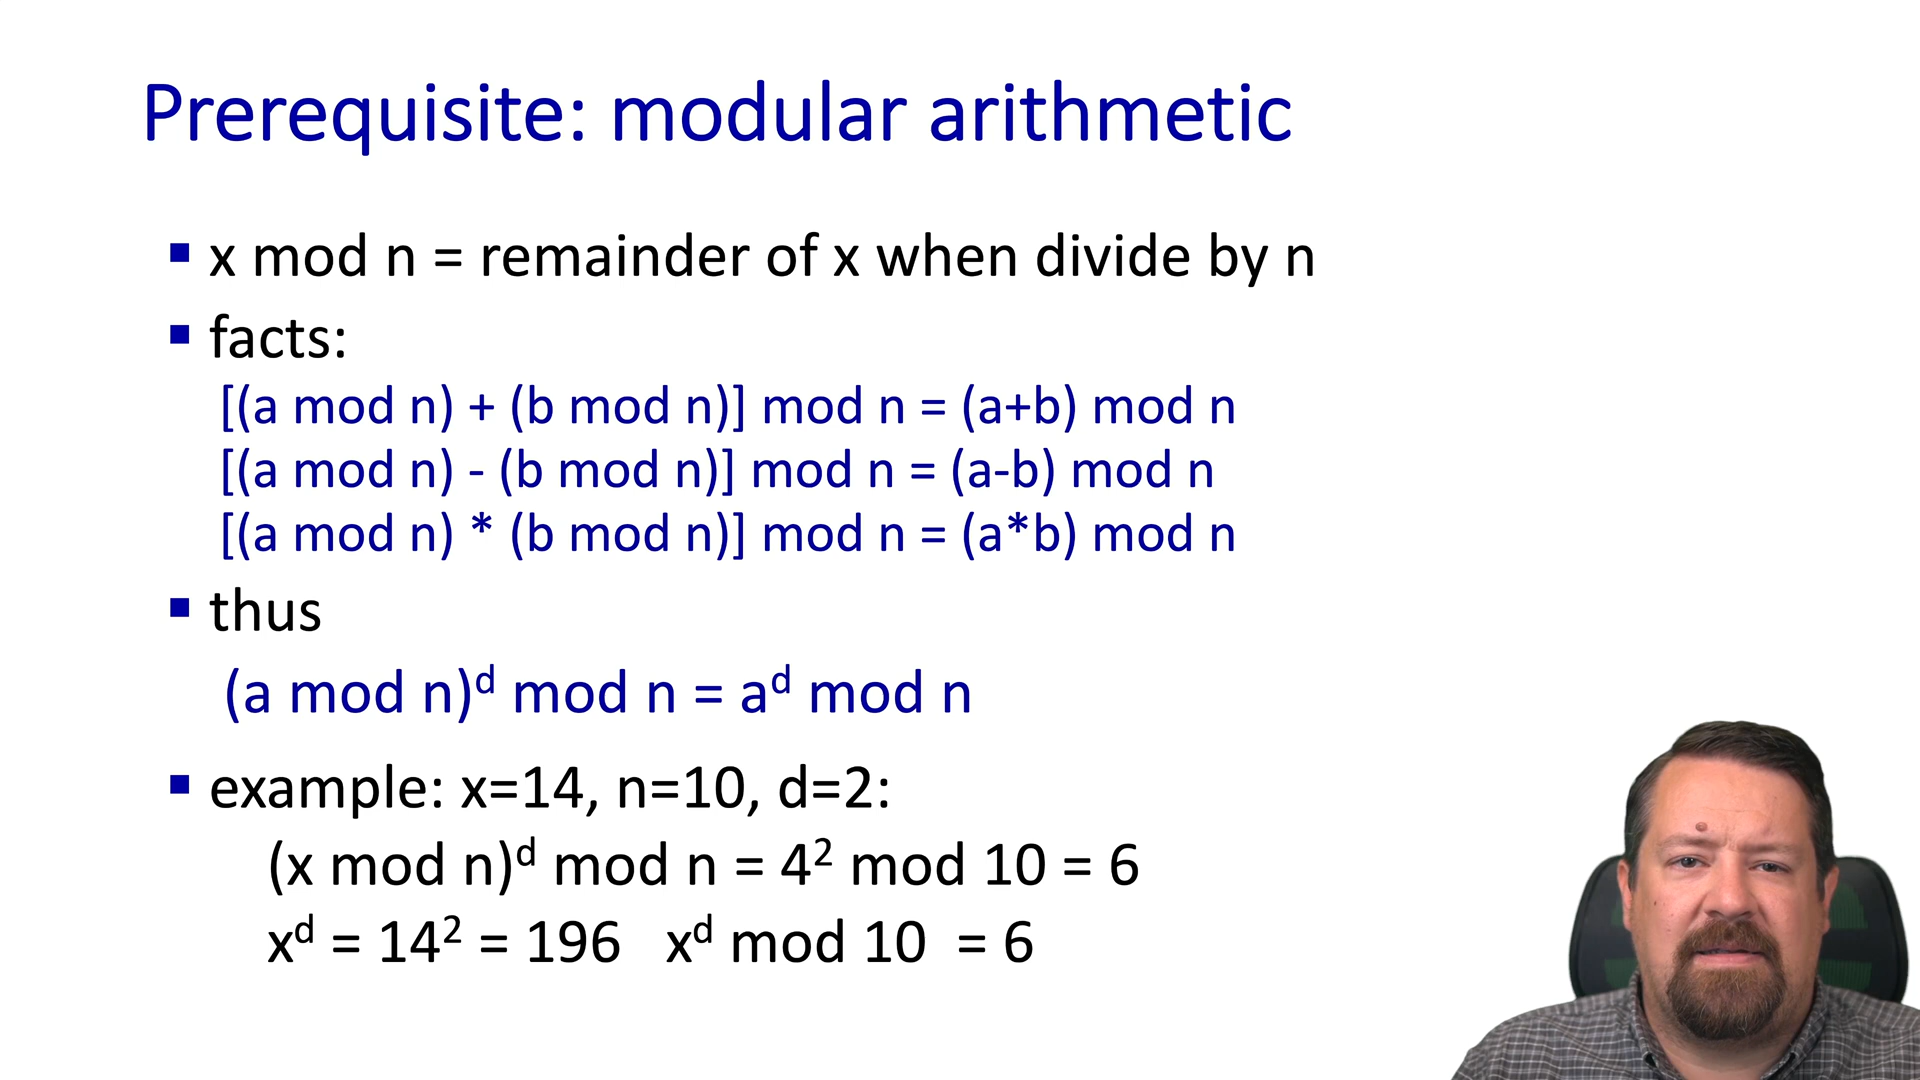 Prerequisite: modular arithmetic
▪ x mod n = remainder of x when divide by n
▪ facts:
[(a mod n) + (b mod n)] mod n = (a+b) mod n
[(a mod n) - (b mod n)] mod n = (a-b) mod n
[(a mod n) * (b mod n)] mod n = (a*b) mod n
▪ thus
(a mod n)ᵈ mod n = aᵈ mod n
▪ example: x=14, n=10, d=2:
(x mod n)ᵈ mod n = 4² mod 10 = 6
xᵈ = 14² = 196 xᵈ mod 10 = 6